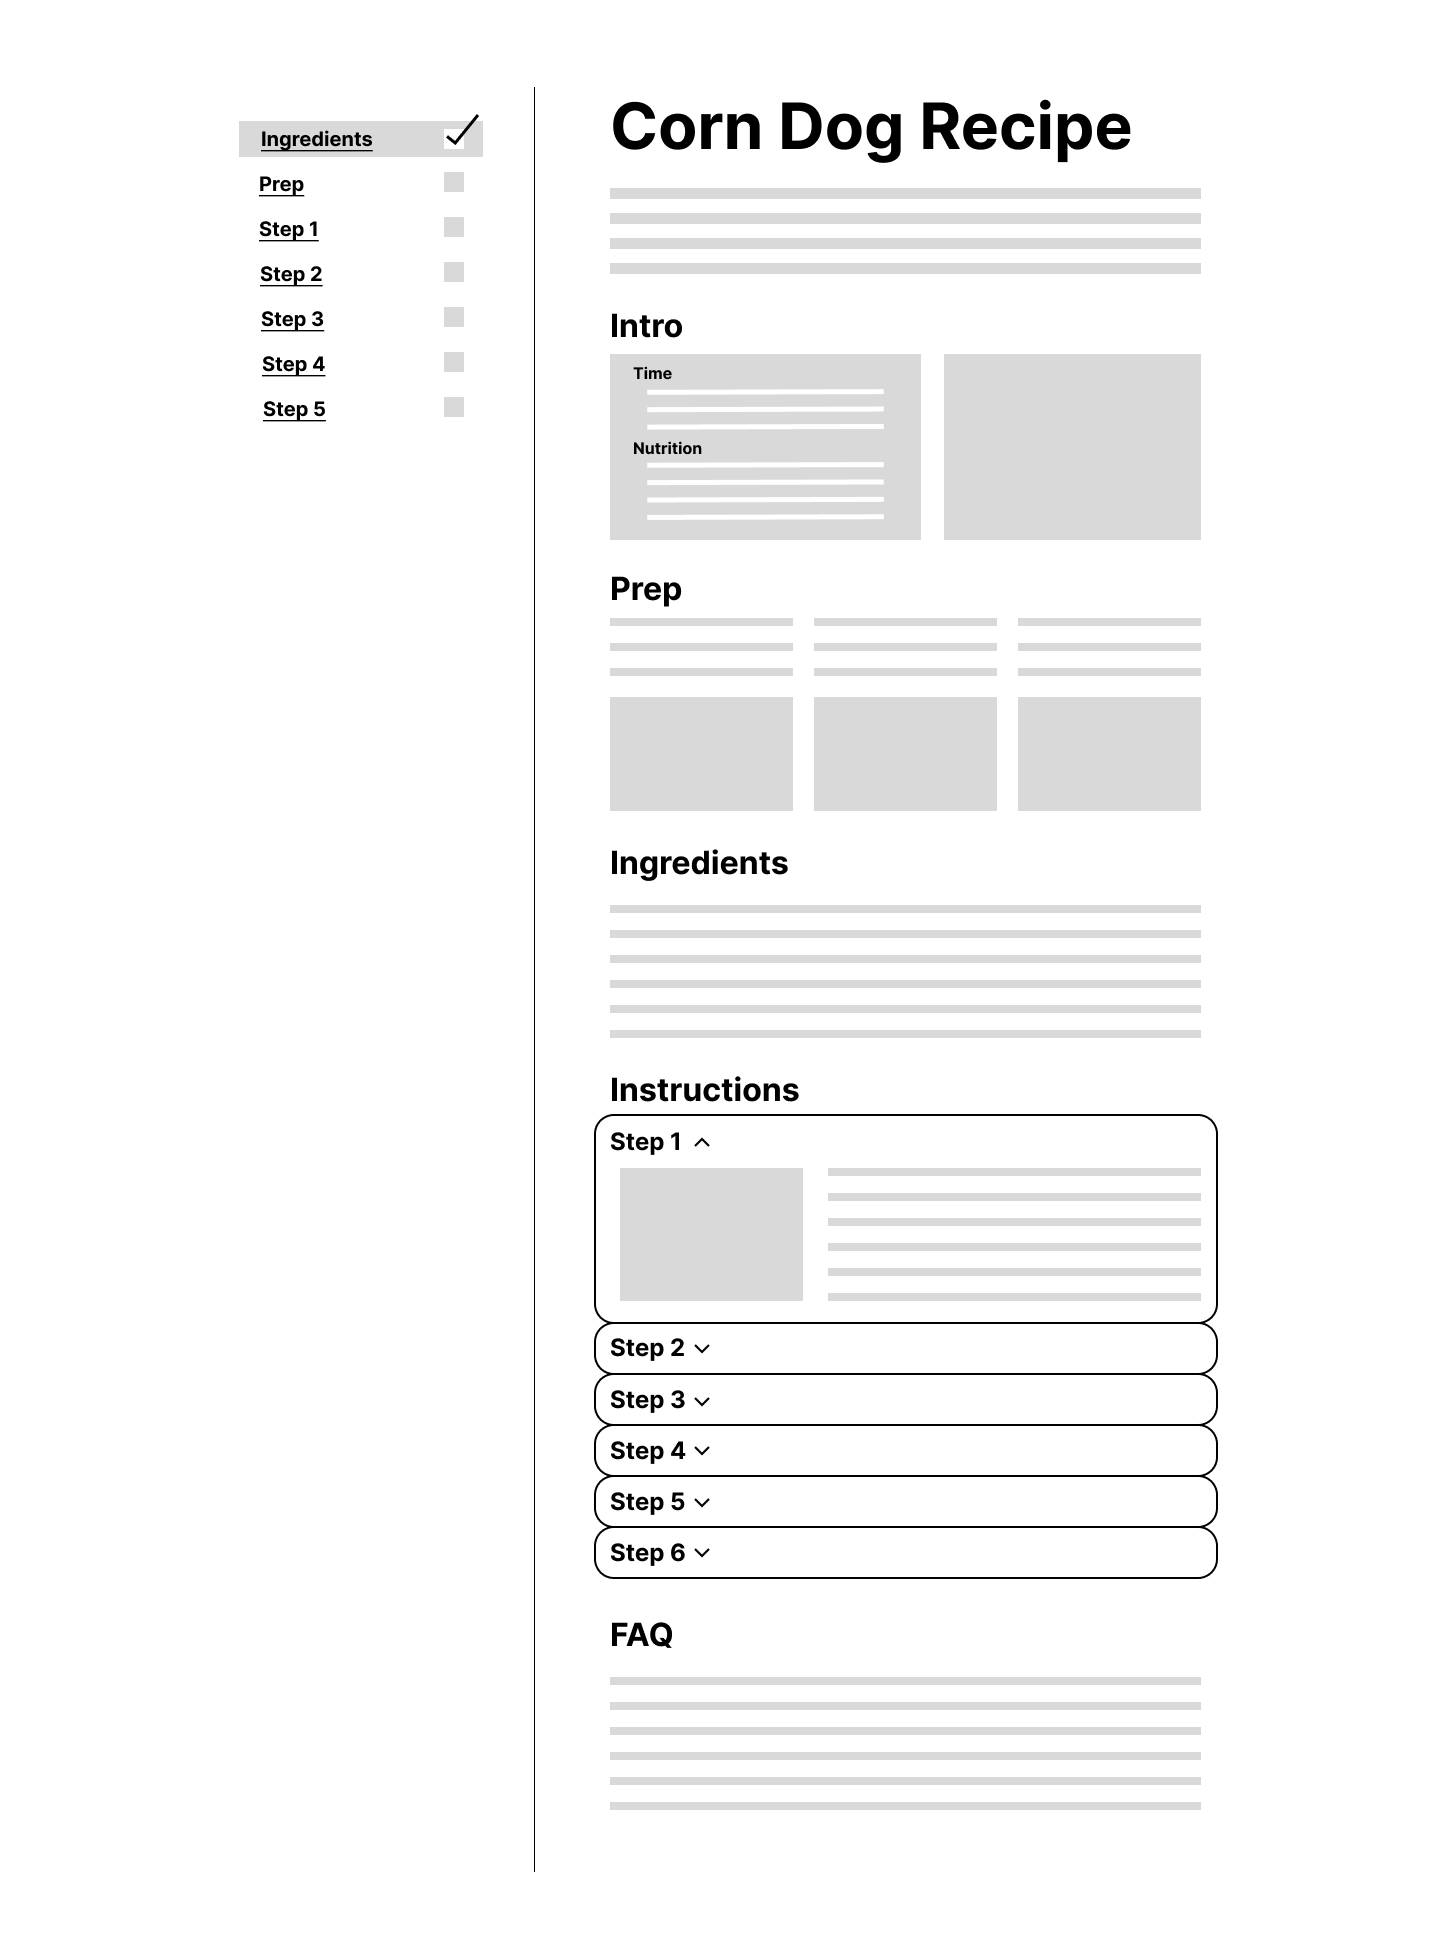 Ingredients
Prep
Step 1
Step 2
Step 3
Step 4
Step 5
Corn Dog Recipe
Intro
Time
Nutrition
Prep
Ingredients
Instructions
Step 1
Step 2
Step 3
Step 4
Step 5
Step 6
FAQ